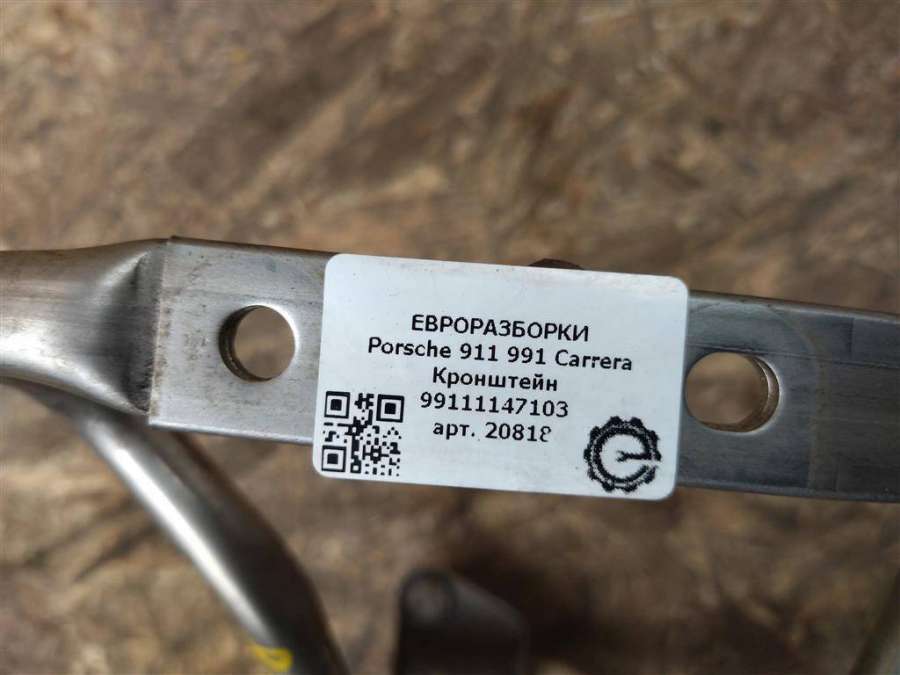 ЕВРОРАЗБОРКИ
Porsche 911 991 Carrera
Кронштейн
99111147103
арт. 20818